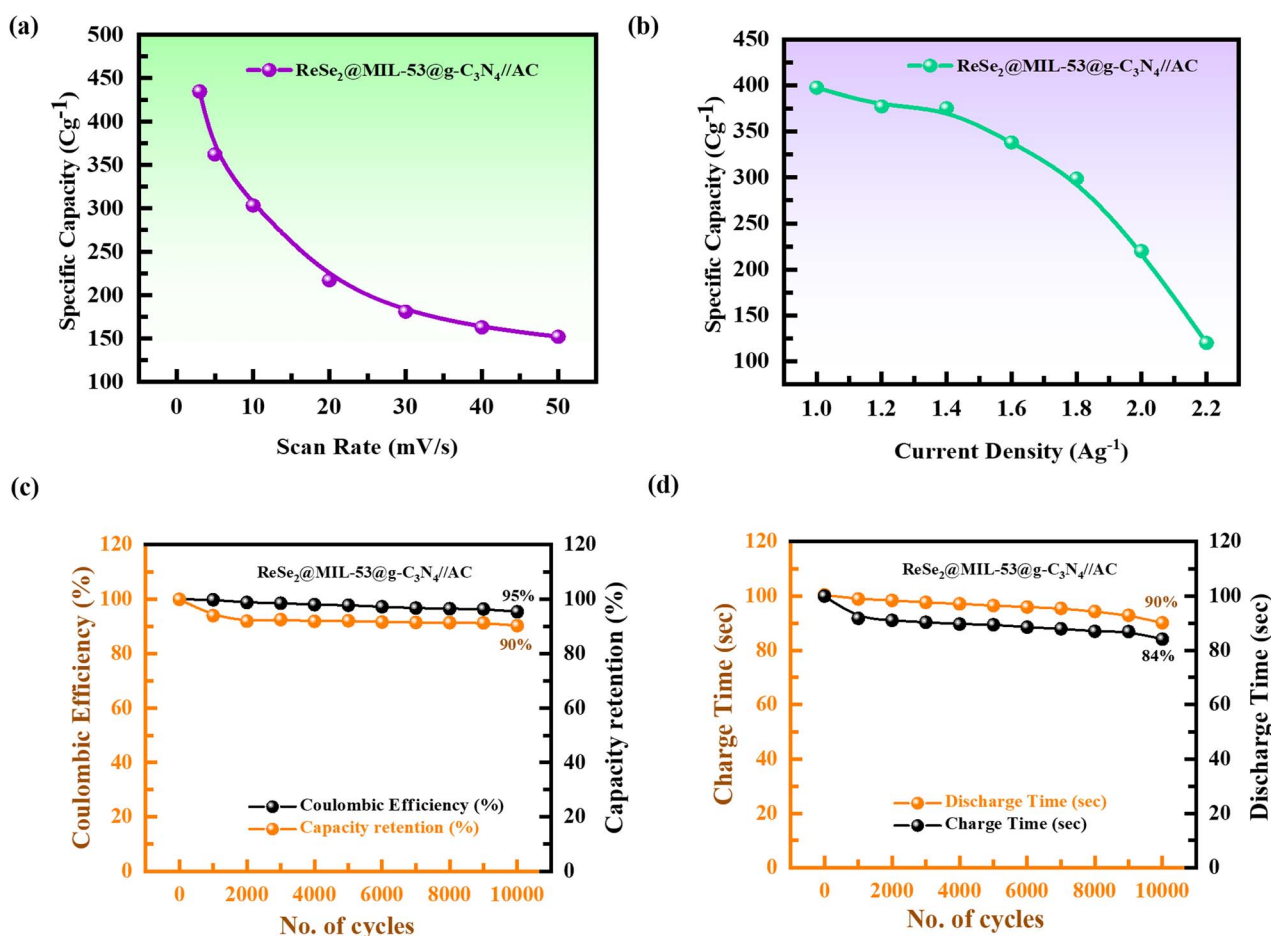 (a)
500
450
400
350
300
250
200
150
100
Specific Capacity (Cg⁻¹)
ReSe₂@MIL-53@g-C₃N₄//AC
0 10 20 30 40 50
Scan Rate (mV/s)
(b)
450
400
350
300
250
200
150
100
Specific Capacity (Cg⁻¹)
ReSe₂@MIL-53@g-C₃N₄//AC
1.0 1.2 1.4 1.6 1.8 2.0 2.2
Current Density (Ag⁻¹)
(c)
120
100
80
60
40
20
0
Coulombic Efficiency (%)
ReSe₂@MIL-53@g-C₃N₄//AC
95%
90%
Coulombic Efficiency (%)
Capacity retention (%)
120
100
80
60
40
20
0
Capacity retention (%)
0 2000 4000 6000 8000 10000
No. of cycles
(d)
120
100
80
60
40
20
0
Charge Time (sec)
ReSe₂@MIL-53@g-C₃N₄//AC
90%
84%
Discharge Time (sec)
Charge Time (sec)
120
100
80
60
40
20
0
Discharge Time (sec)
0 2000 4000 6000 8000 10000
No. of cycles